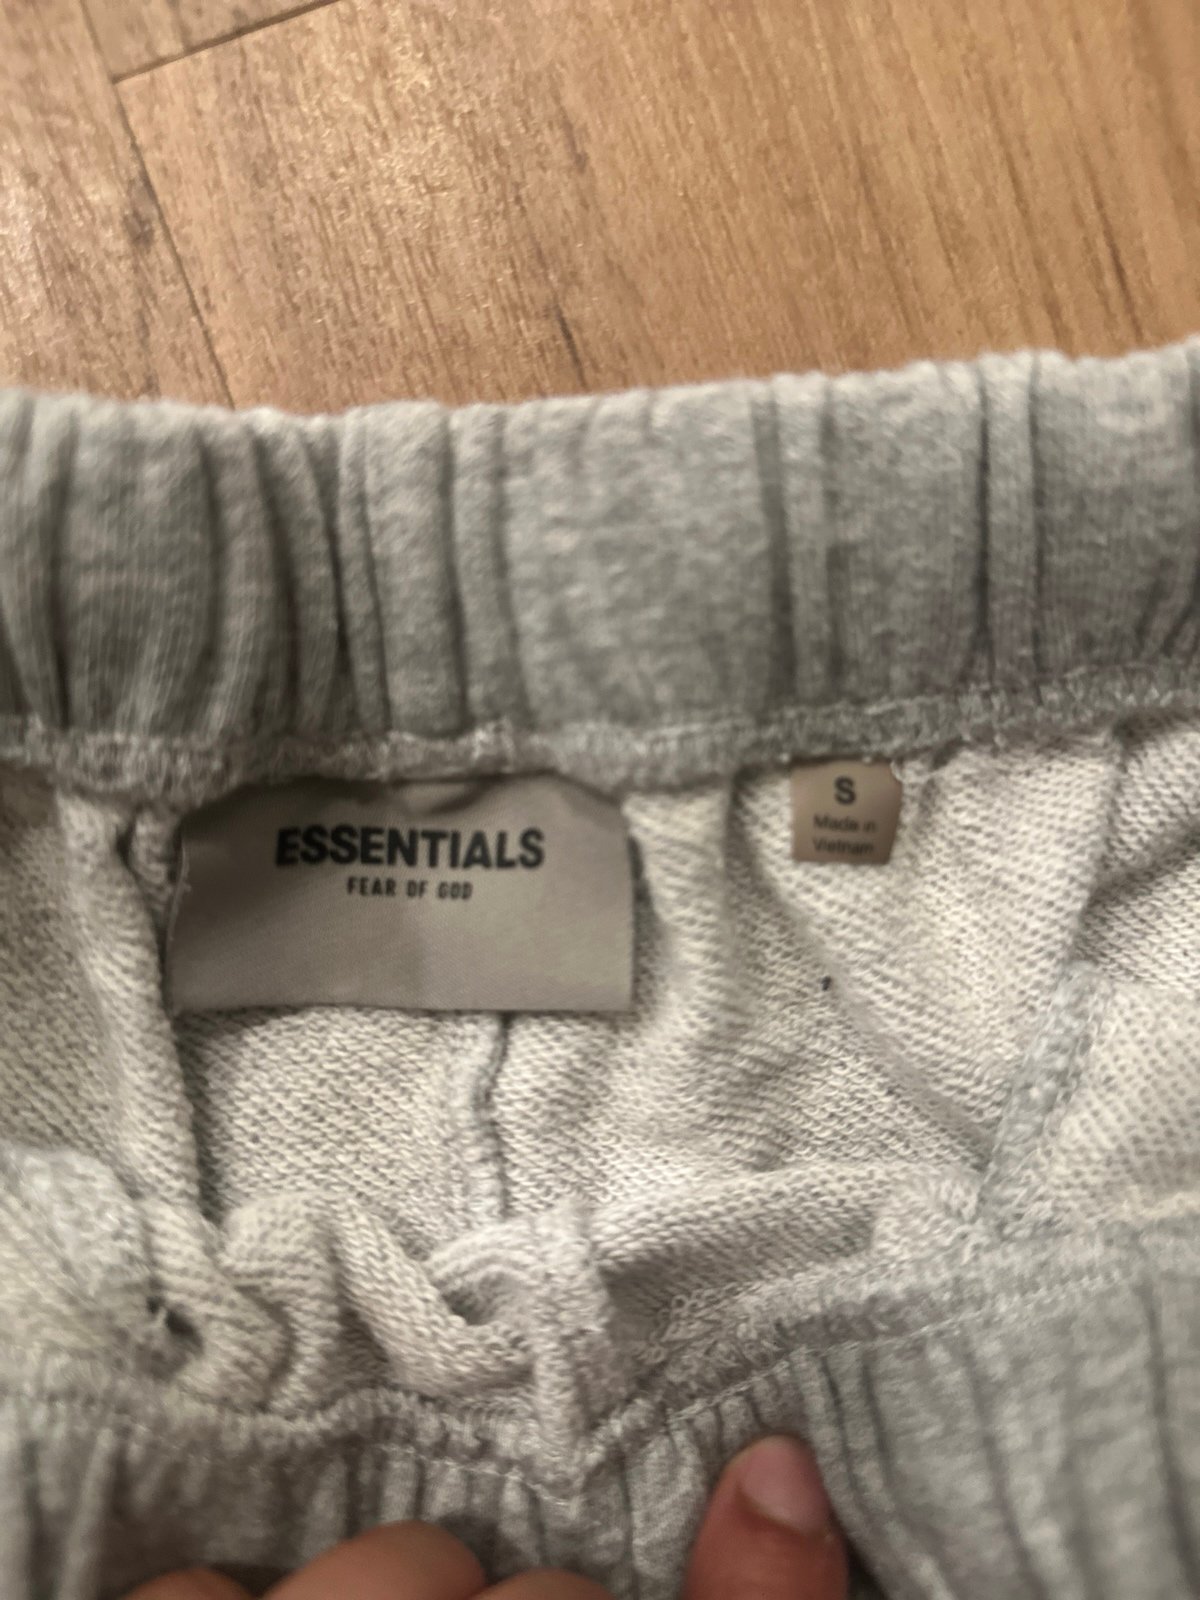 ESSENTIALS
FEAR OF GOD
S
Made in
Vietnam